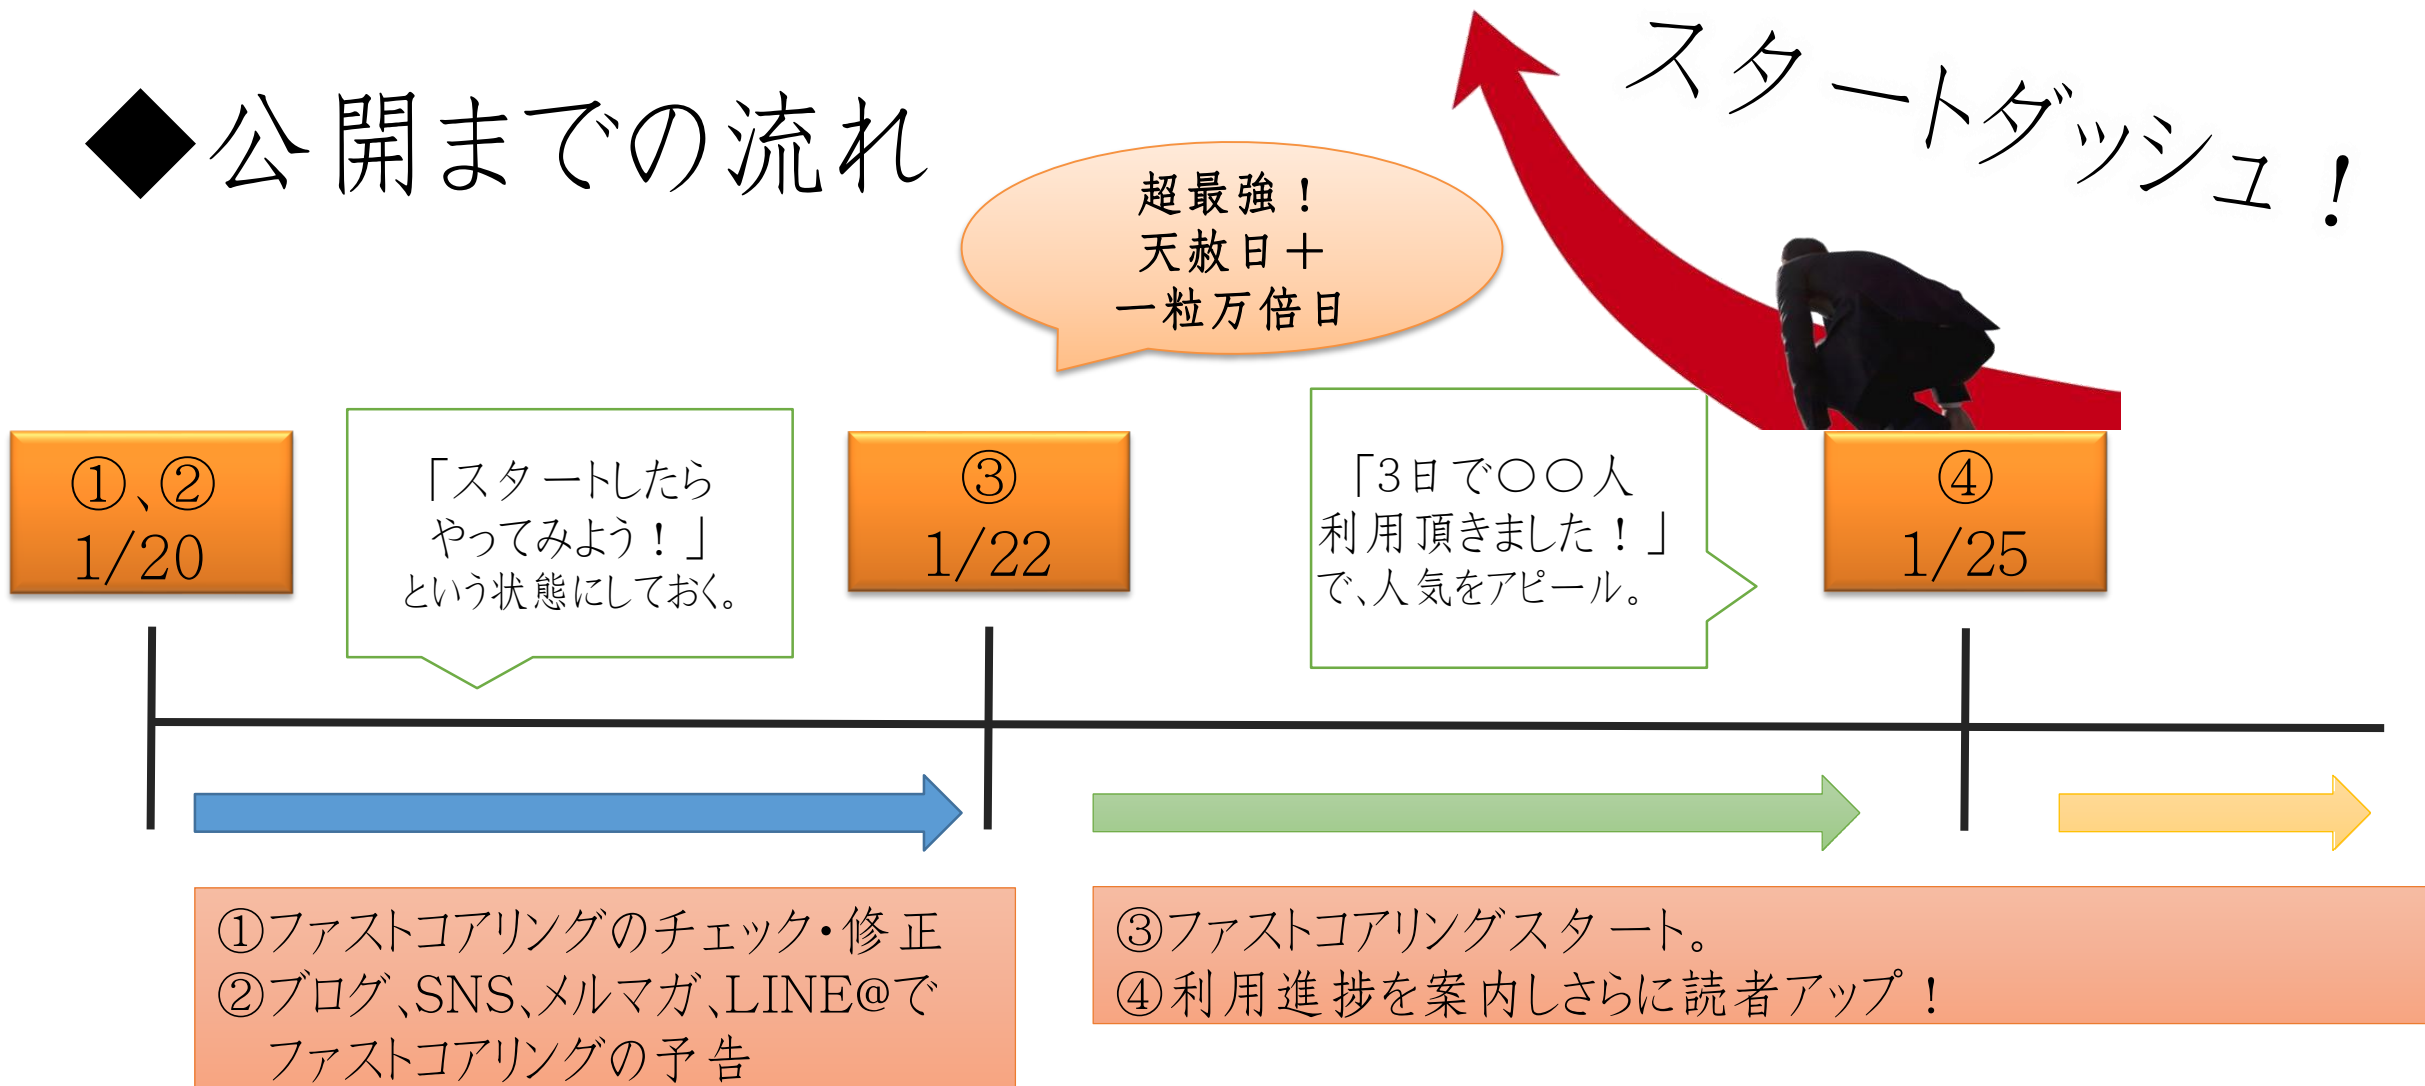 ◆公開までの流れ
スタートダッシュ！
超最強！
天赦日＋
一粒万倍日
①、②
1/20
「スタートしたら
やってみよう！」
という状態にしておく。
③
1/22
「3日で〇〇人
利用頂きました！」
で、人気をアピール。
④
1/25
①ファストコアリングのチェック・修正
②ブログ、SNS、メルマガ、LINE@で
ファストコアリングの予告
③ファストコアリングスタート。
④利用進捗を案内しさらに読者アップ！